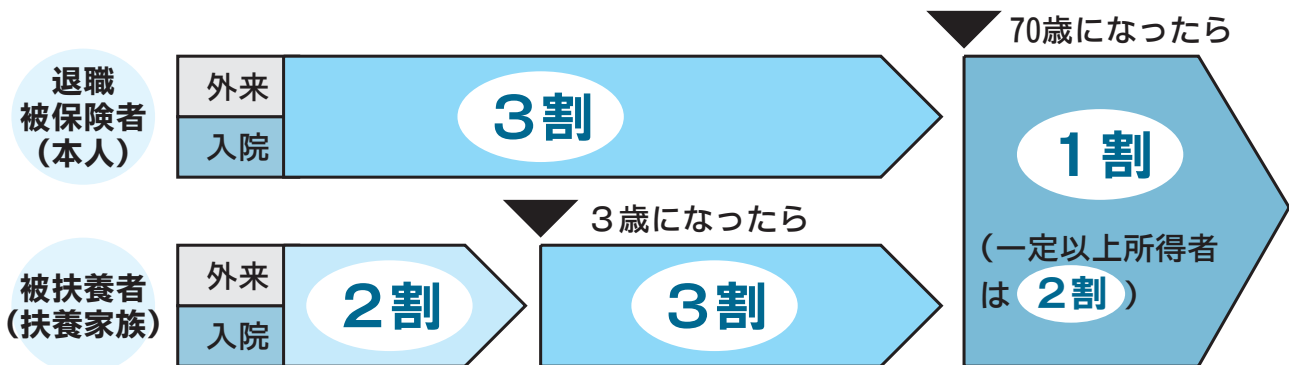 70歳になったら
退職
被保険者
（本人）
外来
入院
３割
１割
（一定以上所得者
は ２割 ）
３歳になったら
被扶養者
（扶養家族）
外来
入院
２割
３割